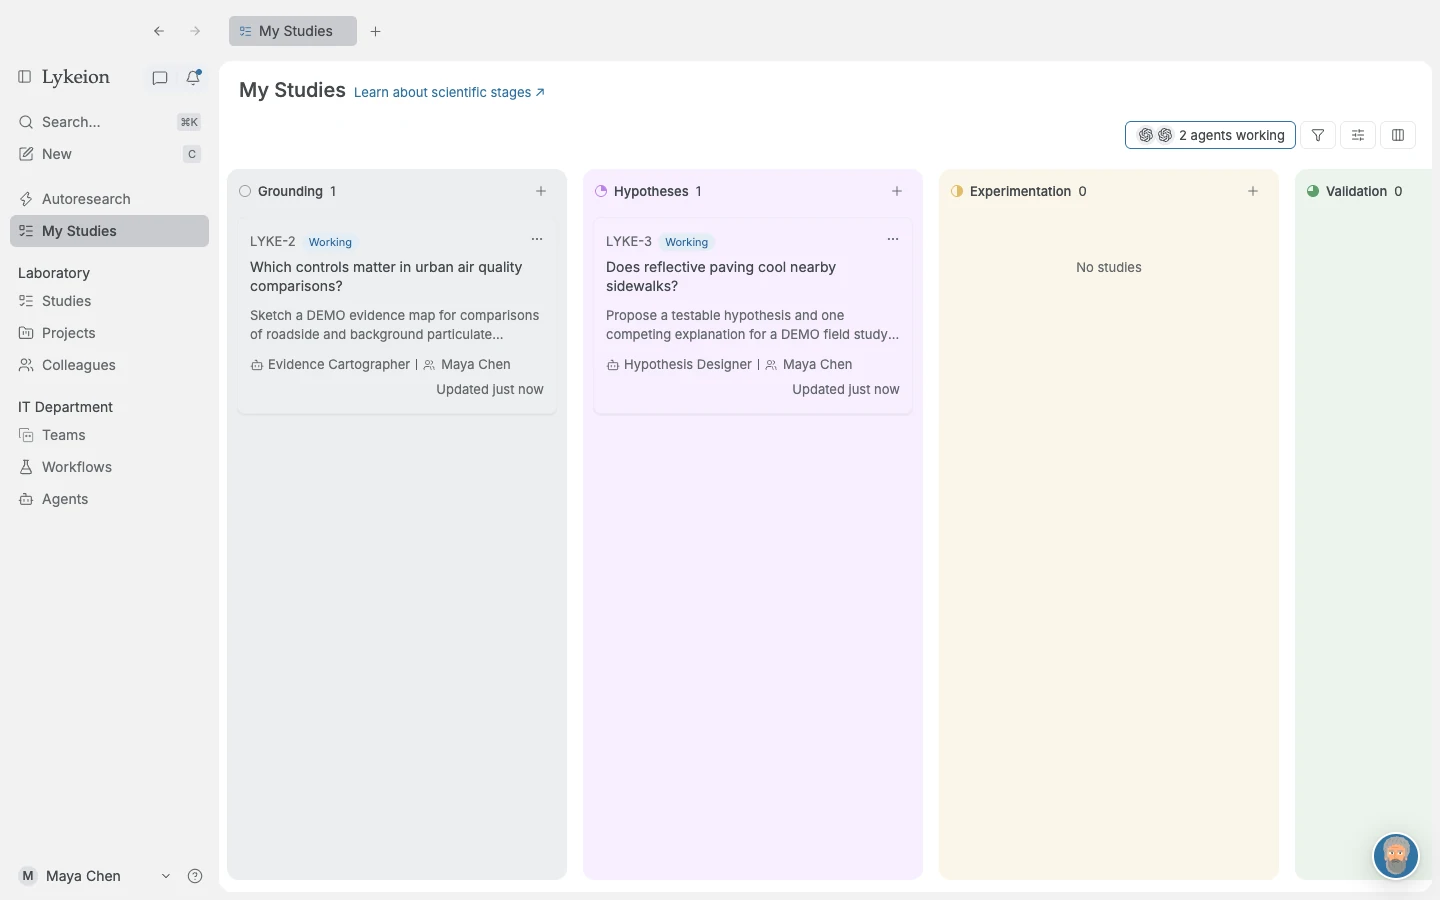 My Studies
Lykeion
Search...
⌘K
New
C
Autoresearch
My Studies
Laboratory
Studies
Projects
Colleagues
IT Department
Teams
Workflows
Agents
M
Maya Chen
My Studies
Learn about scientific stages ↗
2 agents working
Grounding 1
LYKE-2 Working
Which controls matter in urban air quality
comparisons?
Sketch a DEMO evidence map for comparisons
of roadside and background particulate...
Evidence Cartographer | Maya Chen
Updated just now
Hypotheses 1
LYKE-3 Working
Does reflective paving cool nearby
sidewalks?
Propose a testable hypothesis and one
competing explanation for a DEMO field study...
Hypothesis Designer | Maya Chen
Updated just now
Experimentation 0
No studies
Validation 0